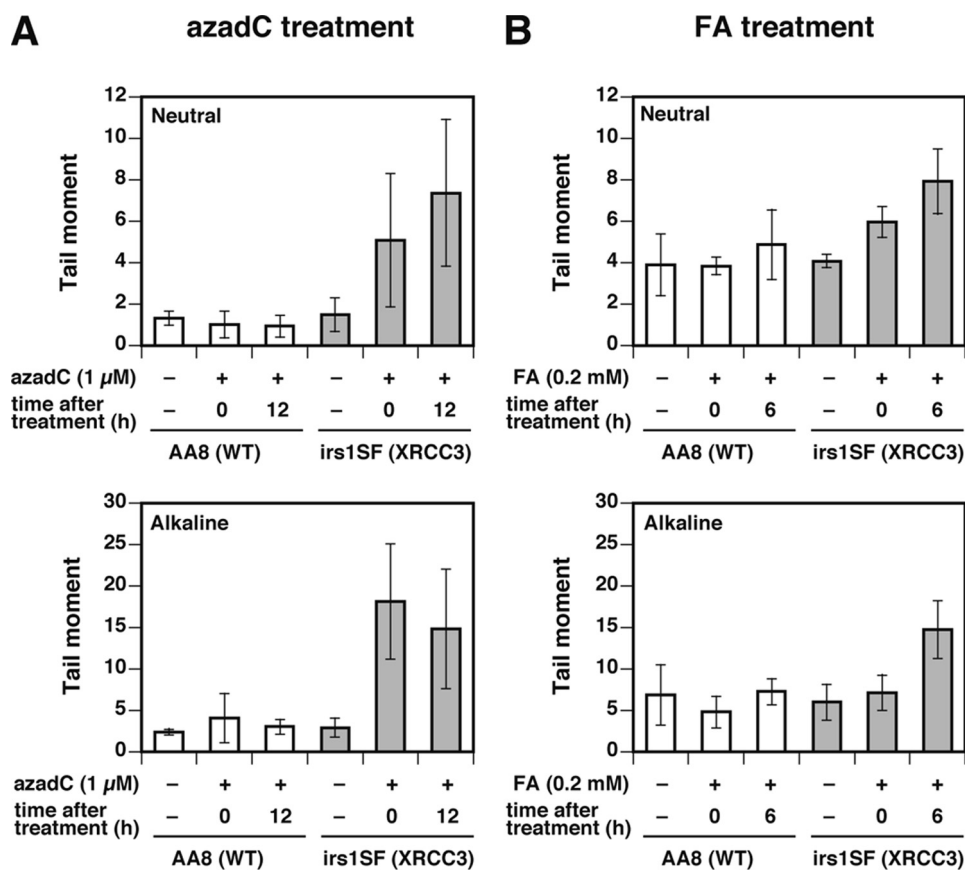 A azadC treatment
Neutral
12
10
8
6
4
2
0
Tail moment
azadC (1 µM) – + + – + +
time after
treatment (h) – 0 12 – 0 12
AA8 (WT) irs1SF (XRCC3)
Alkaline
30
25
20
15
10
5
0
Tail moment
azadC (1 µM) – + + – + +
time after
treatment (h) – 0 12 – 0 12
AA8 (WT) irs1SF (XRCC3)
B FA treatment
Neutral
12
10
8
6
4
2
0
Tail moment
FA (0.2 mM) – + + – + +
time after
treatment (h) – 0 6 – 0 6
AA8 (WT) irs1SF (XRCC3)
Alkaline
30
25
20
15
10
5
0
Tail moment
FA (0.2 mM) – + + – + +
time after
treatment (h) – 0 6 – 0 6
AA8 (WT) irs1SF (XRCC3)